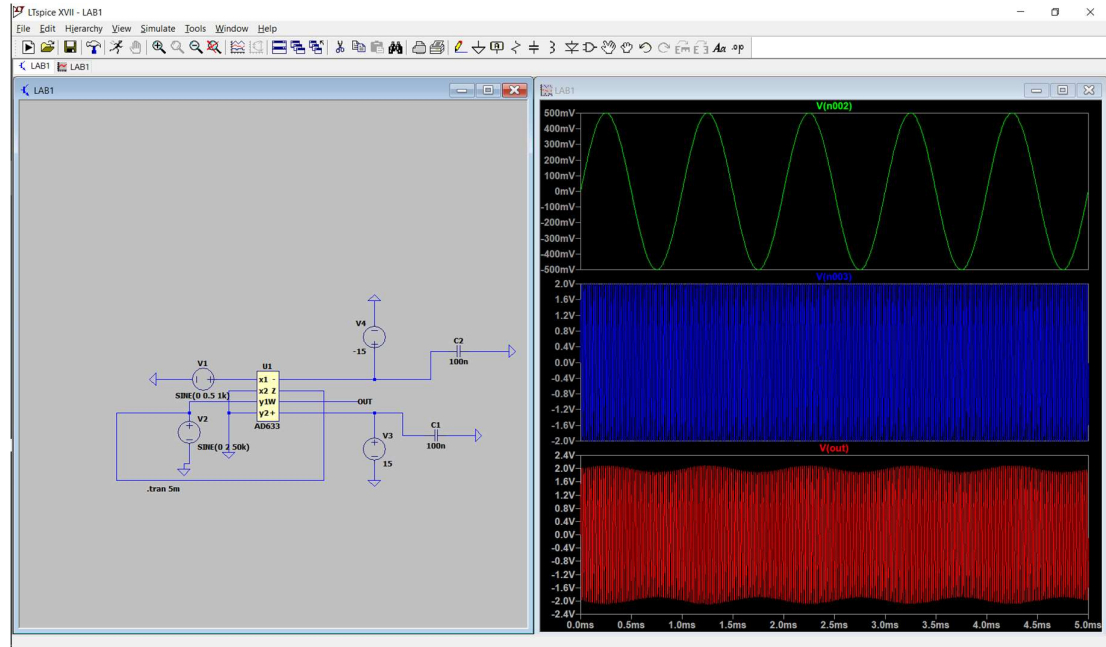 LTspice XVII - LAB1
File Edit Hierarchy View Simulate Tools Window Help
LAB1 LAB1
LAB1
V4
-15
C2
100n
V1
SINE(0 0.5 1k)
U1
x1 -
x2 Z
y1W
y2+
AD633
OUT
V2
SINE(0 2 50k)
V3
15
C1
100n
.tran 5m
LAB1
V(n002)
500mV
400mV
300mV
200mV
100mV
0mV
-100mV
-200mV
-300mV
-400mV
-500mV
V(n003)
2.0V
1.6V
1.2V
0.8V
0.4V
0.0V
-0.4V
-0.8V
-1.2V
-1.6V
-2.0V
V(out)
2.4V
2.0V
1.6V
1.2V
0.8V
0.4V
0.0V
-0.4V
-0.8V
-1.2V
-1.6V
-2.0V
-2.4V
0.0ms 0.5ms 1.0ms 1.5ms 2.0ms 2.5ms 3.0ms 3.5ms 4.0ms 4.5ms 5.0ms